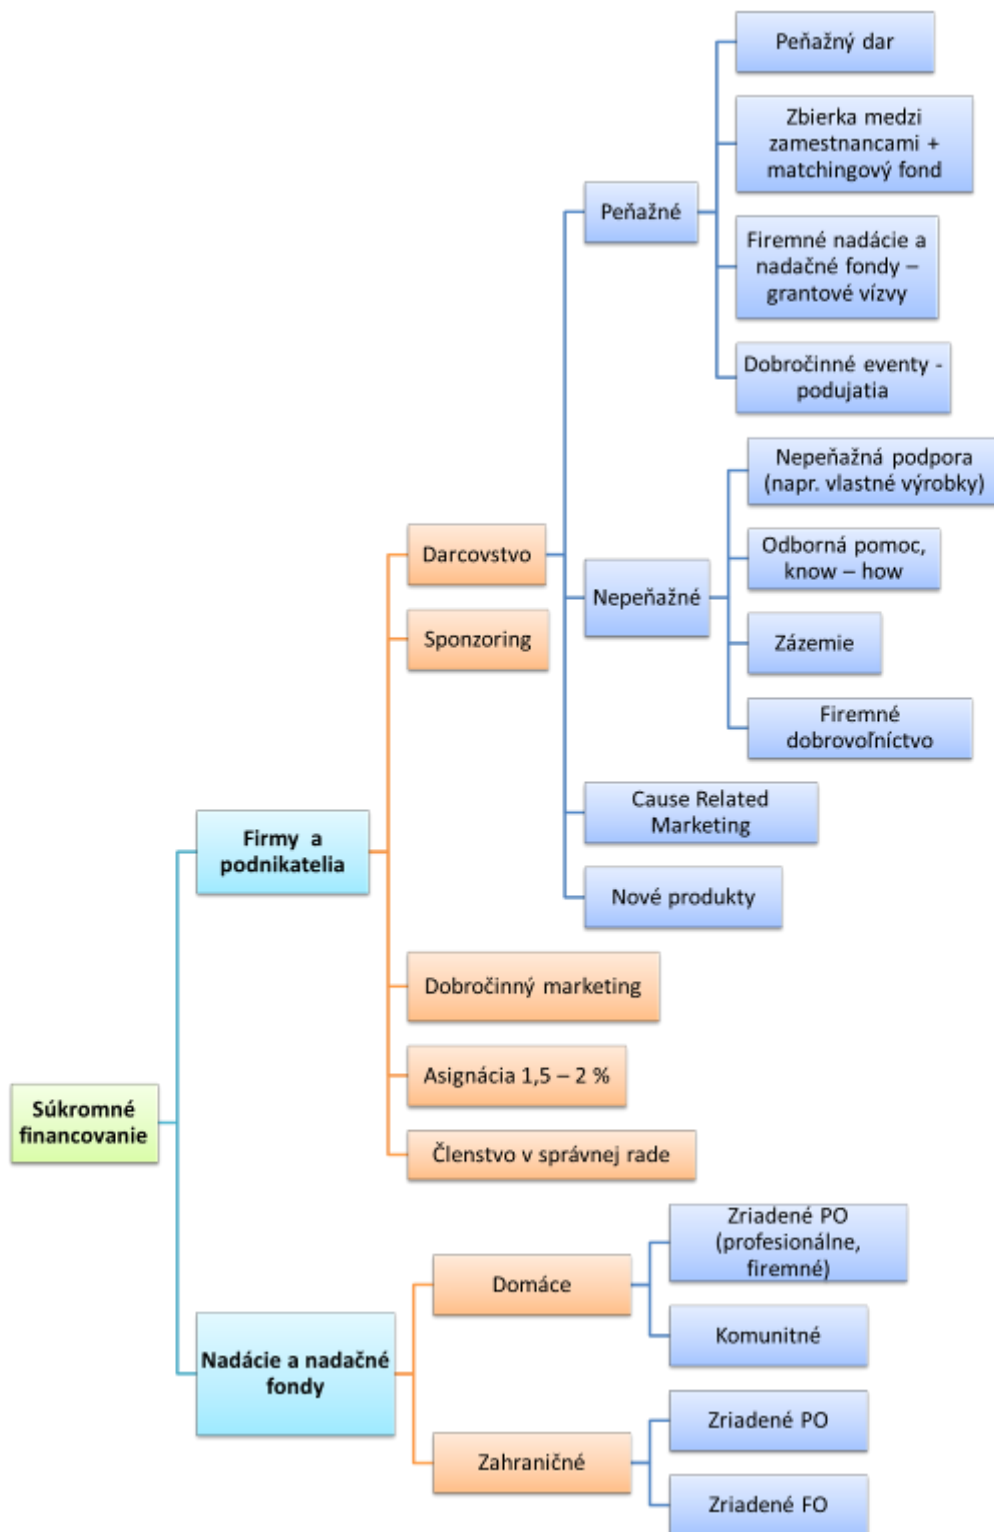 Peňažný dar
Zbierka medzi
zamestnancami +
matchingový fond
Peňažné
Firemné nadácie a
nadačné fondy –
grantové vízvy
Dobročinné eventy -
podujatia
Nepeňažná podpora
(napr. vlastné výrobky)
Darcovstvo
Odborná pomoc,
know – how
Nepeňažné
Sponzoring
Zázemie
Firemné
dobrovoľníctvo
Cause Related
Marketing
Firmy a
podnikatelia
Nové produkty
Dobročinný marketing
Asignácia 1,5 – 2 %
Súkromné
financovanie
Členstvo v správnej rade
Zriadené PO
(profesionálne,
firemné)
Domáce
Komunitné
Nadácie a nadačné
fondy
Zriadené PO
Zahraničné
Zriadené FO